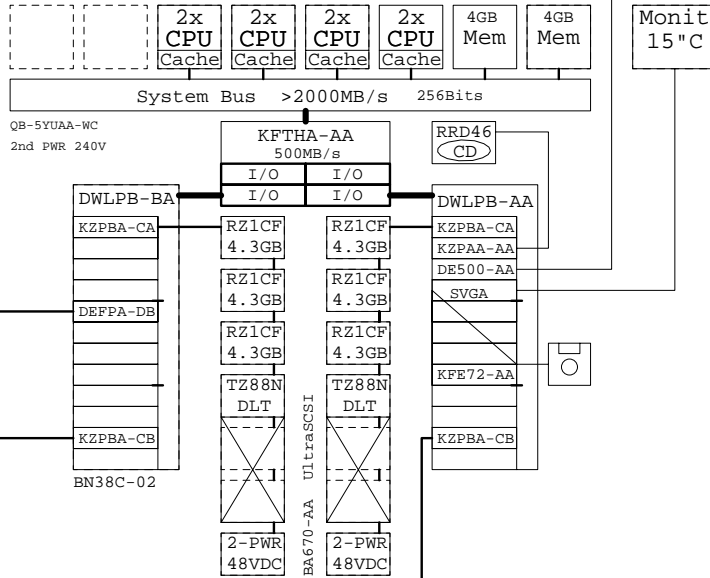 2x 2x 2x 2x 4GB 4GB Monit
CPU CPU CPU CPU Mem Mem 15"C
Cache Cache Cache Cache
System Bus >2000MB/s 256Bits
QB-5YUAA-WC
2nd PWR 240V
KFTHA-AA
500MB/s
RRD46
CD
I/O I/O
I/O I/O
DWLPB-BA DWLPB-AA
KZPBA-CA RZ1CF RZ1CF KZPBA-CA
4.3GB 4.3GB KZPAA-AA
DE500-AA
RZ1CF RZ1CF SVGA
DEFPA-DB 4.3GB 4.3GB
RZ1CF RZ1CF
4.3GB 4.3GB
KFE72-AA
TZ88N TZ88N
DLT DLT
KZPBA-CB KZPBA-CB
BN38C-02
BA670-AA UltraSCSI
2-PWR 2-PWR
48VDC 48VDC